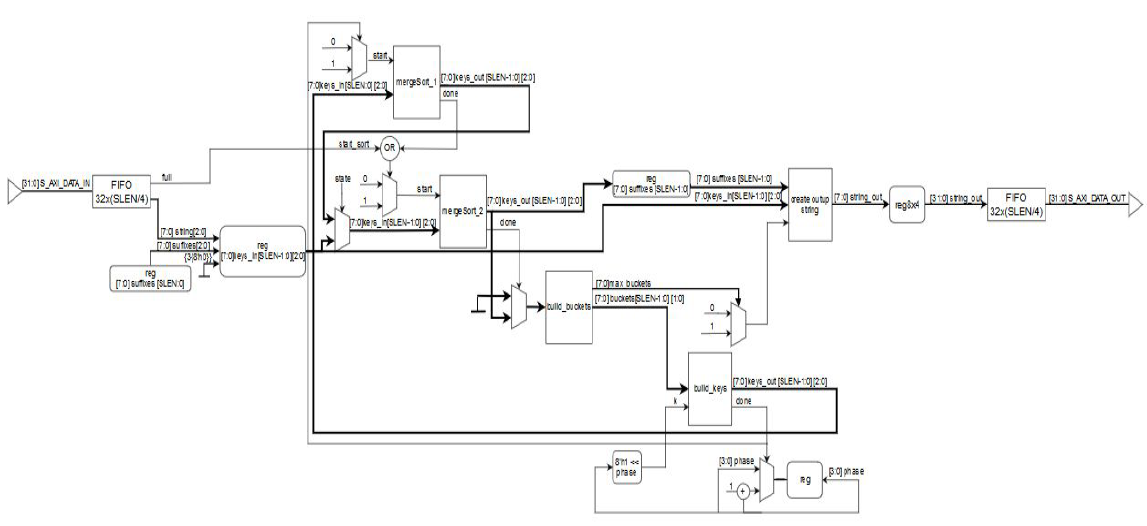 0
1
start
mergeSort_1
[7:0]keys_out [SLEN-1:0] [2:0]
[7:0]keys_in[SLEN:0] [2:0]
done
start_sort
OR
[31:0] S_AXI_DATA_IN
FIFO
32x(SLEN/4)
full
state
0
1
start
mergeSort_2
[7:0]keys_in[SLEN-1:0] [2:0]
[7:0]keys_out [SLEN-1:0] [2:0]
done
reg
[7:0] suffixes [SLEN-1:0]
[7:0] suffixes [SLEN-1:0]
[7:0]keys_in[SLEN-1:0] [2:0]
create outup
string
[7:0] string_out
reg8x4
[31:0] string_out
FIFO
32x(SLEN/4)
[31:0] S_AXI_DATA_OUT
[7:0] string[2:0]
[7:0] sufixes[2:0]
{3{8'h0}}
reg
[7:0]keys_in[SLEN-1:0][2:0]
reg
[7:0] suffixes [SLEN:0]
build_buckets
[7:0]max buckets
[7:0]buckets[SLEN-1:0] [1:0]
0
1
build_keys
[7:0] keys_out [SLEN-1:0] [2:0]
k
done
8'h1 <<
phase
[3:0] phase
1
+
reg
[3:0] phase